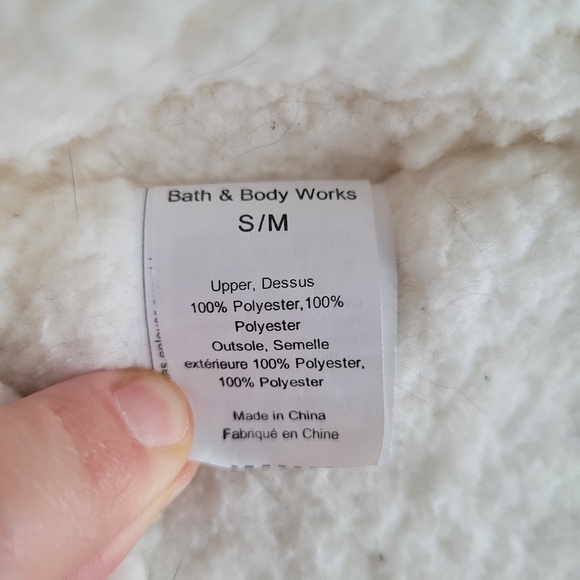 Bath & Body Works
S/M
Upper, Dessus
100% Polyester,100%
Polyester
Outsole, Semelle
extérieure 100% Polyester,
100% Polyester
Made in China
Fabriqué en Chine